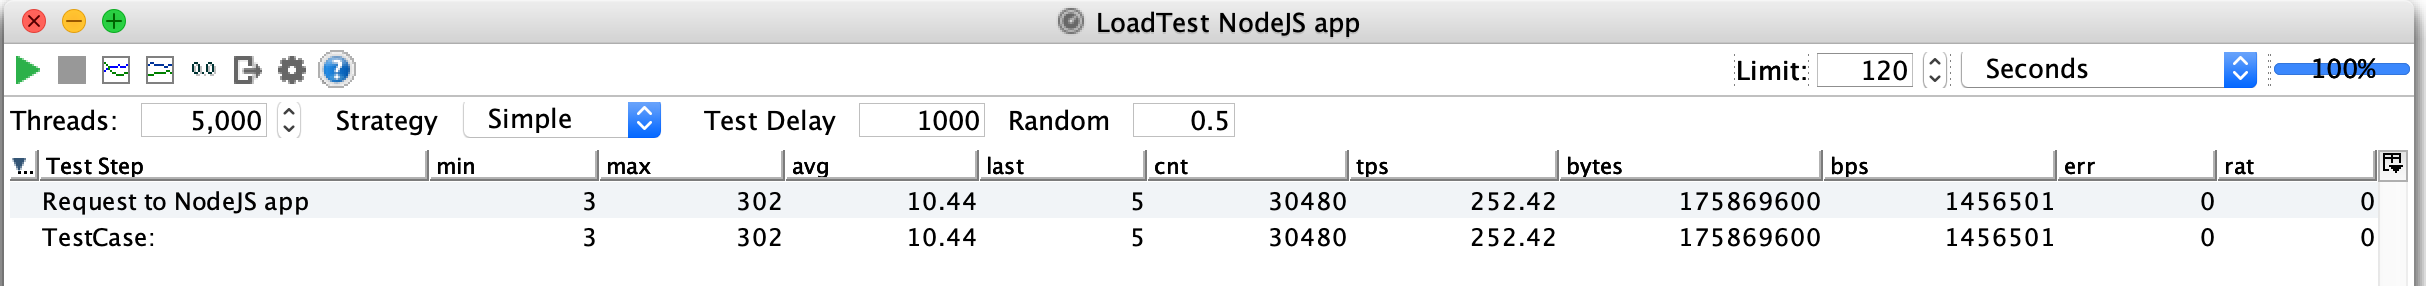 LoadTest NodeJS app
0.0 ? Limit: 120 Seconds 100%
Threads: 5,000 Strategy Simple Test Delay 1000 Random 0.5
... Test Step min max avg last cnt tps bytes bps err rat
Request to NodeJS app 3 302 10.44 5 30480 252.42 175869600 1456501 0 0
TestCase: 3 302 10.44 5 30480 252.42 175869600 1456501 0 0